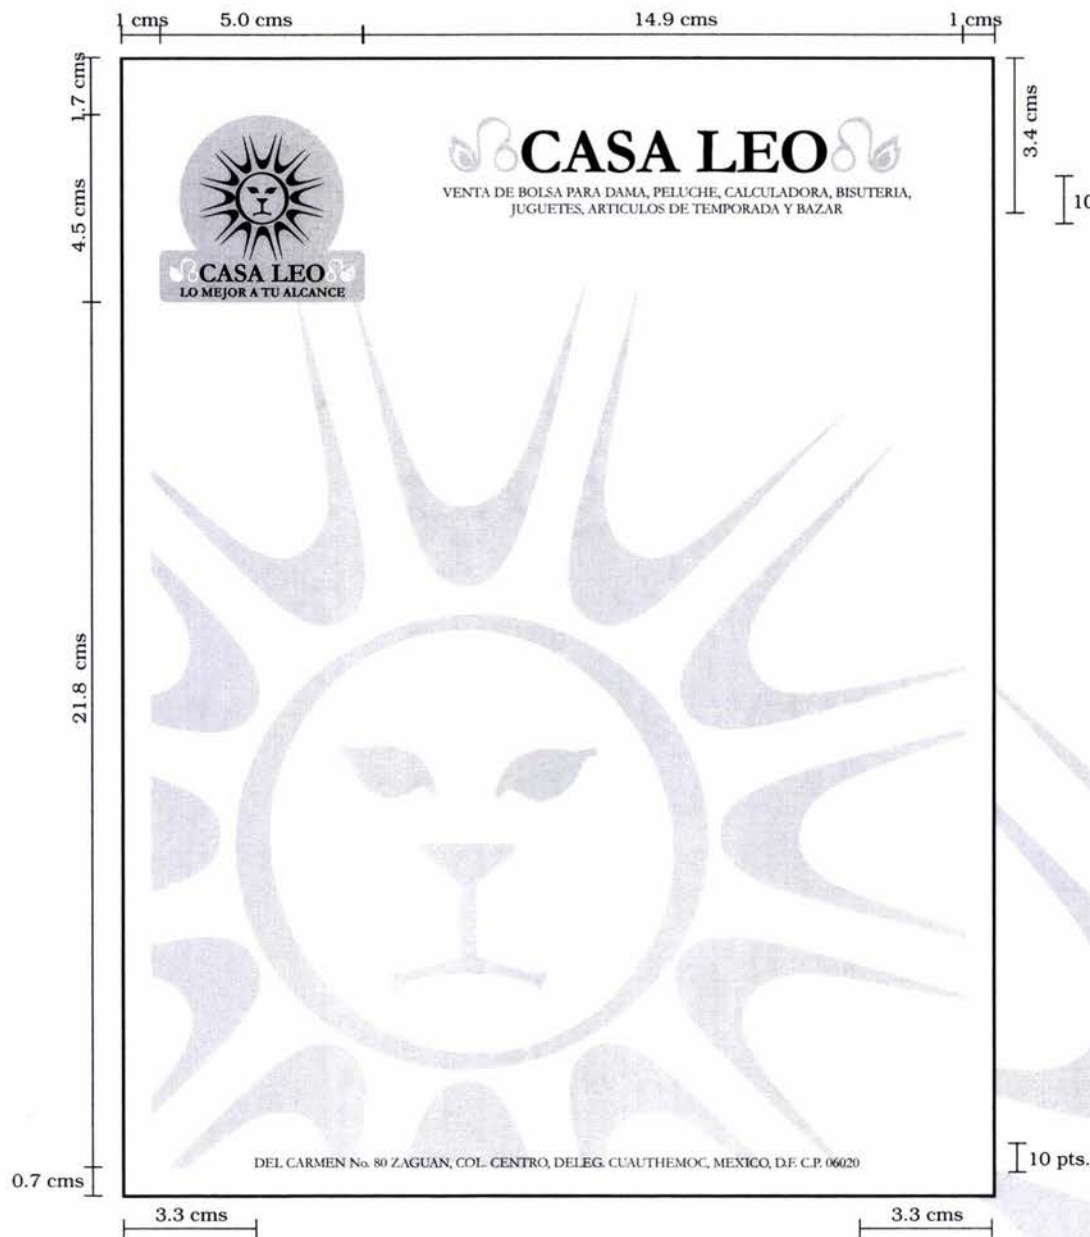 1 cms 5.0 cms 14.9 cms 1 cms
1.7 cms
4.5 cms
21.8 cms
0.7 cms
3.4 cms
10
CASA LEO
VENTA DE BOLSA PARA DAMA, PELUCHE, CALCULADORA, BISUTERIA,
JUGUETES, ARTICULOS DE TEMPORADA Y BAZAR
CASA LEO
LO MEJOR A TU ALCANCE
DEL CARMEN No. 80 ZAGUAN, COL. CENTRO, DELEG. CUAUTHEMOC, MEXICO, D.F. C.P. 06020
10 pts.
3.3 cms 3.3 cms